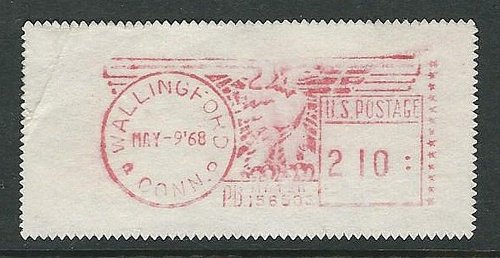 WALLINGFORD
MAY-9'68
CONN.
U.S. POSTAGE
2 10 :